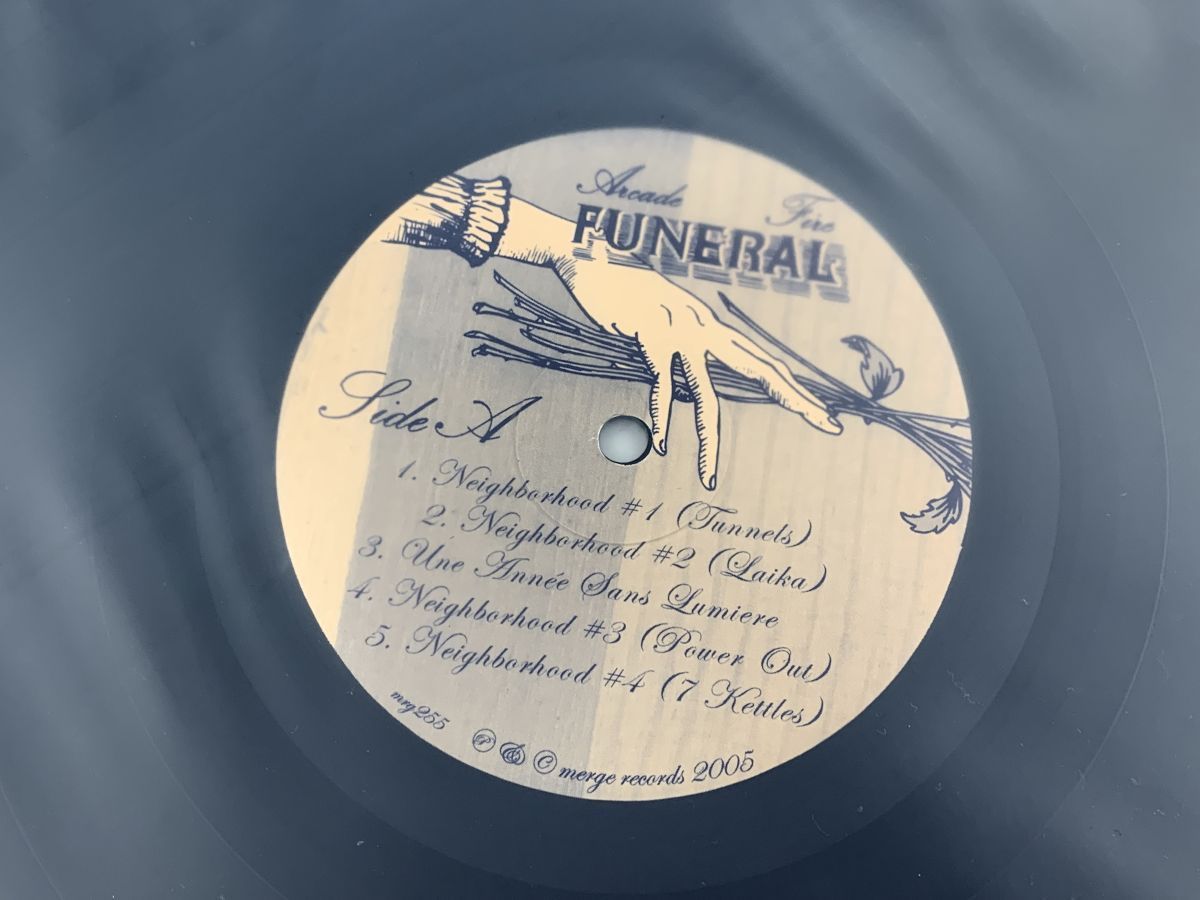 Arcade Fire
FUNERAL
Side A
1. Neighborhood #1 (Tunnels)
2. Neighborhood #2 (Laika)
3. Une Année Sans Lumiere
4. Neighborhood #3 (Power Out)
5. Neighborhood #4 (7 Kettles)
mrg255
Ⓟ & © merge records 2005